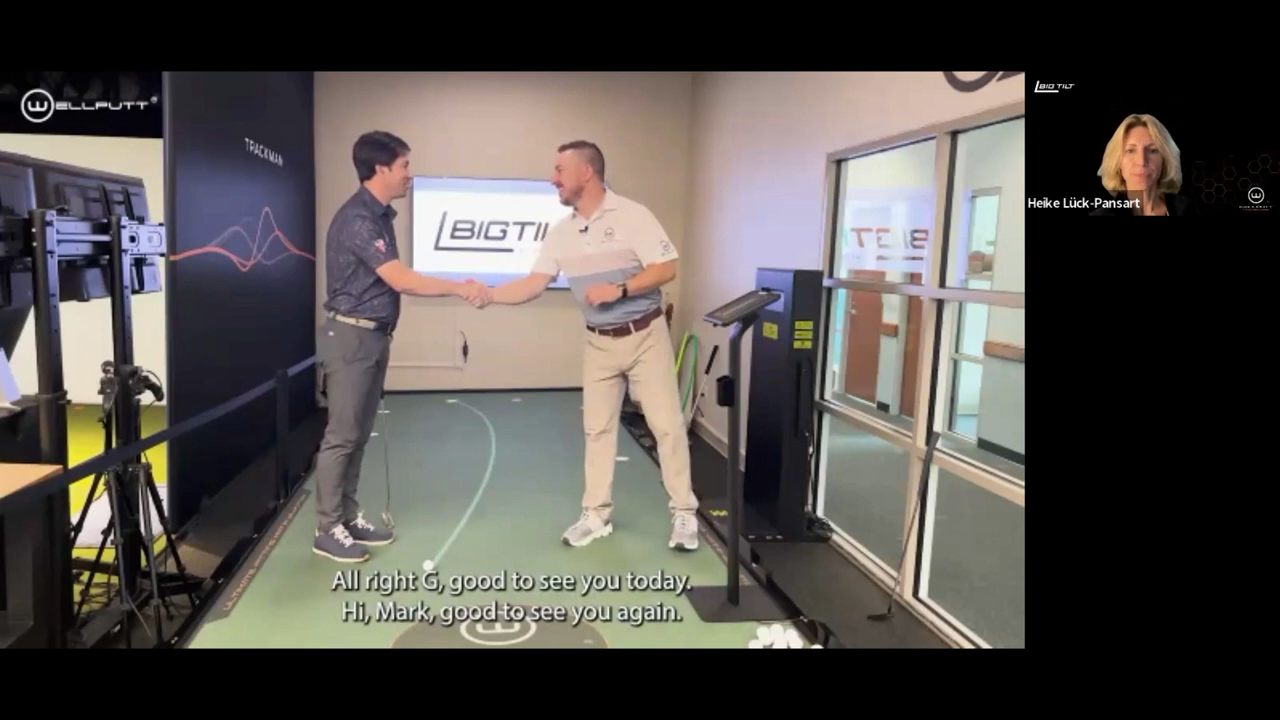 WELLPUTT
TRACKMAN
BIGTIL
BIG TILT
Heike Lück-Pansart
All right G, good to see you today.
Hi, Mark, good to see you again.